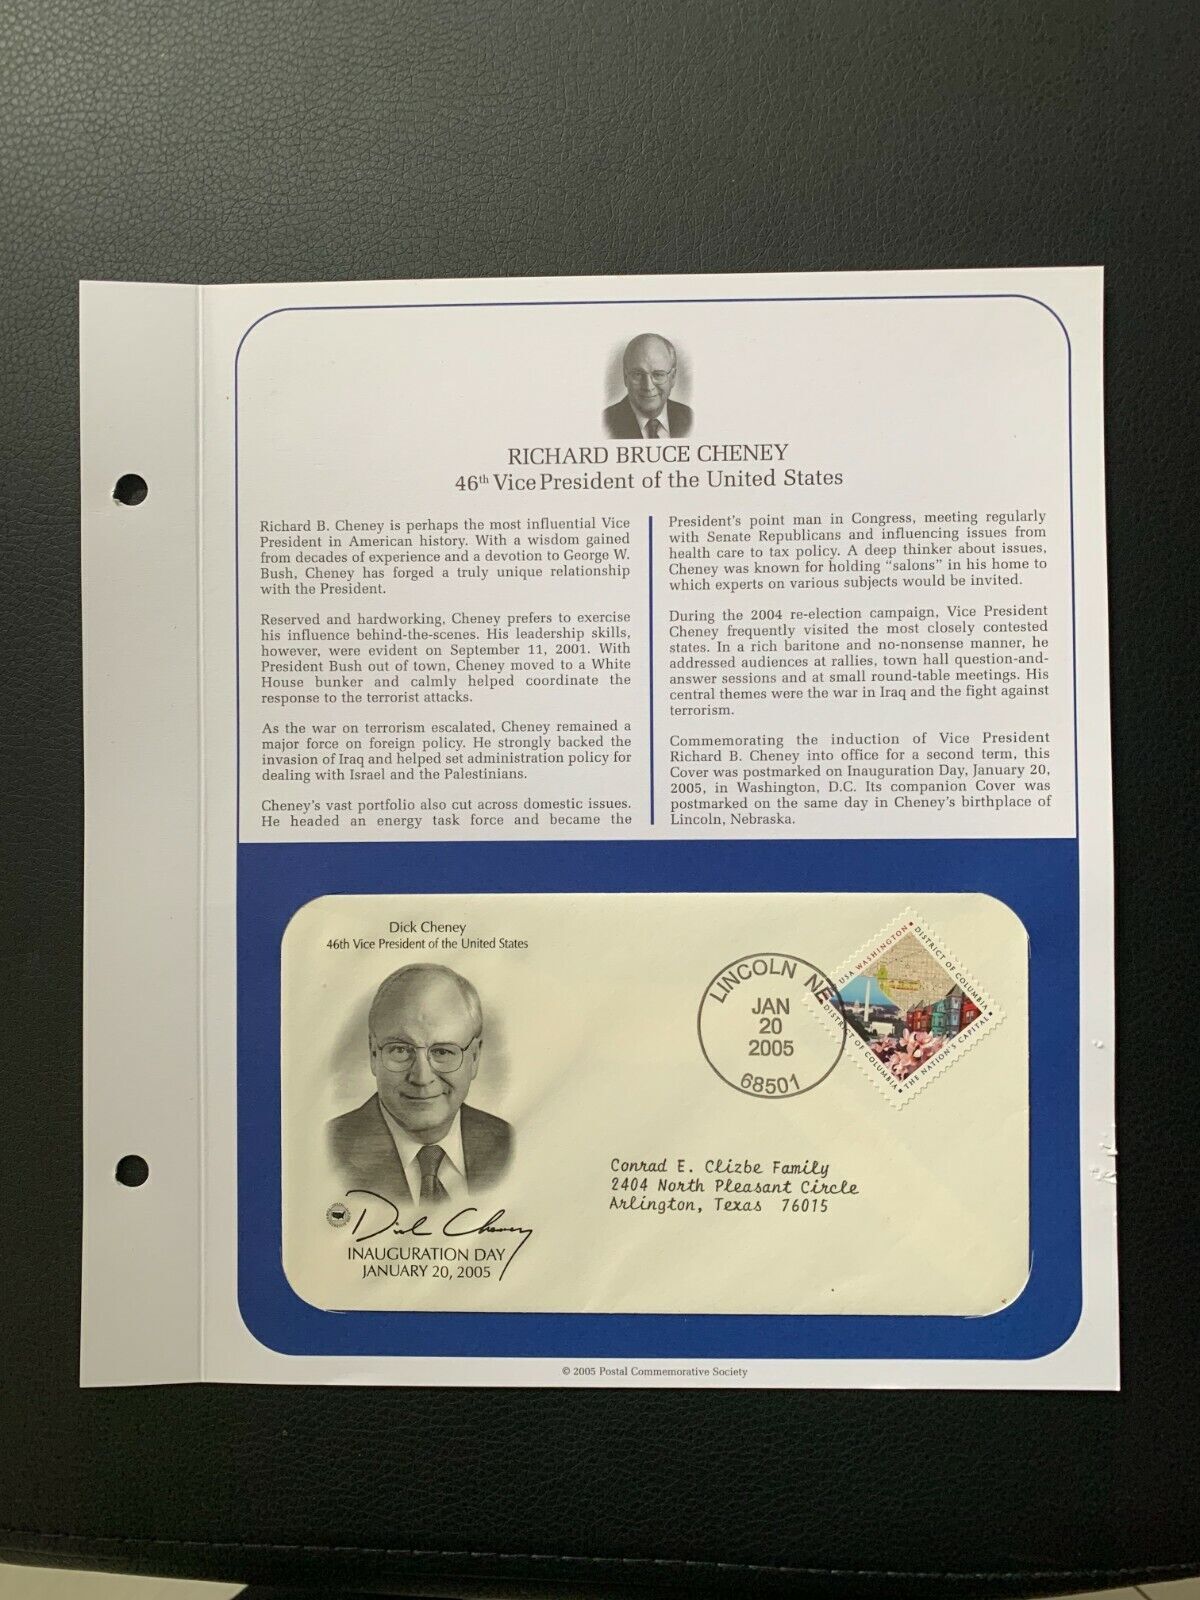 RICHARD BRUCE CHENEY
46th Vice President of the United States
Richard B. Cheney is perhaps the most influential Vice
President in American history. With a wisdom gained
from decades of experience and a devotion to George W.
Bush, Cheney has forged a truly unique relationship
with the President.
Reserved and hardworking, Cheney prefers to exercise
his influence behind-the-scenes. His leadership skills,
however, were evident on September 11, 2001. With
President Bush out of town, Cheney moved to a White
House bunker and calmly helped coordinate the
response to the terrorist attacks.
As the war on terrorism escalated, Cheney remained a
major force on foreign policy. He strongly backed the
invasion of Iraq and helped set administration policy for
dealing with Israel and the Palestinians.
Cheney's vast portfolio also cut across domestic issues.
He headed an energy task force and became the
President's point man in Congress, meeting regularly
with Senate Republicans and influencing issues from
health care to tax policy. A deep thinker about issues,
Cheney was known for holding "salons" in his home to
which experts on various subjects would be invited.
During the 2004 re-election campaign, Vice President
Cheney frequently visited the most closely contested
states. In a rich baritone and no-nonsense manner, he
addressed audiences at rallies, town hall question-and-
answer sessions and at small round-table meetings. His
central themes were the war in Iraq and the fight against
terrorism.
Commemorating the induction of Vice President
Richard B. Cheney into office for a second term, this
Cover was postmarked on Inauguration Day, January 20,
2005, in Washington, D.C. Its companion Cover was
postmarked on the same day in Cheney's birthplace of
Lincoln, Nebraska.
Dick Cheney
46th Vice President of the United States
Dick Cheney
INAUGURATION DAY
JANUARY 20, 2005
LINCOLN NE
JAN
20
2005
68501
USA WASHINGTON
DISTRICT OF COLUMBIA
DISTRICT OF COLUMBIA
THE NATION'S CAPITAL
Conrad E. Clizbe Family
2404 North Pleasant Circle
Arlington, Texas 76015
© 2005 Postal Commemorative Society